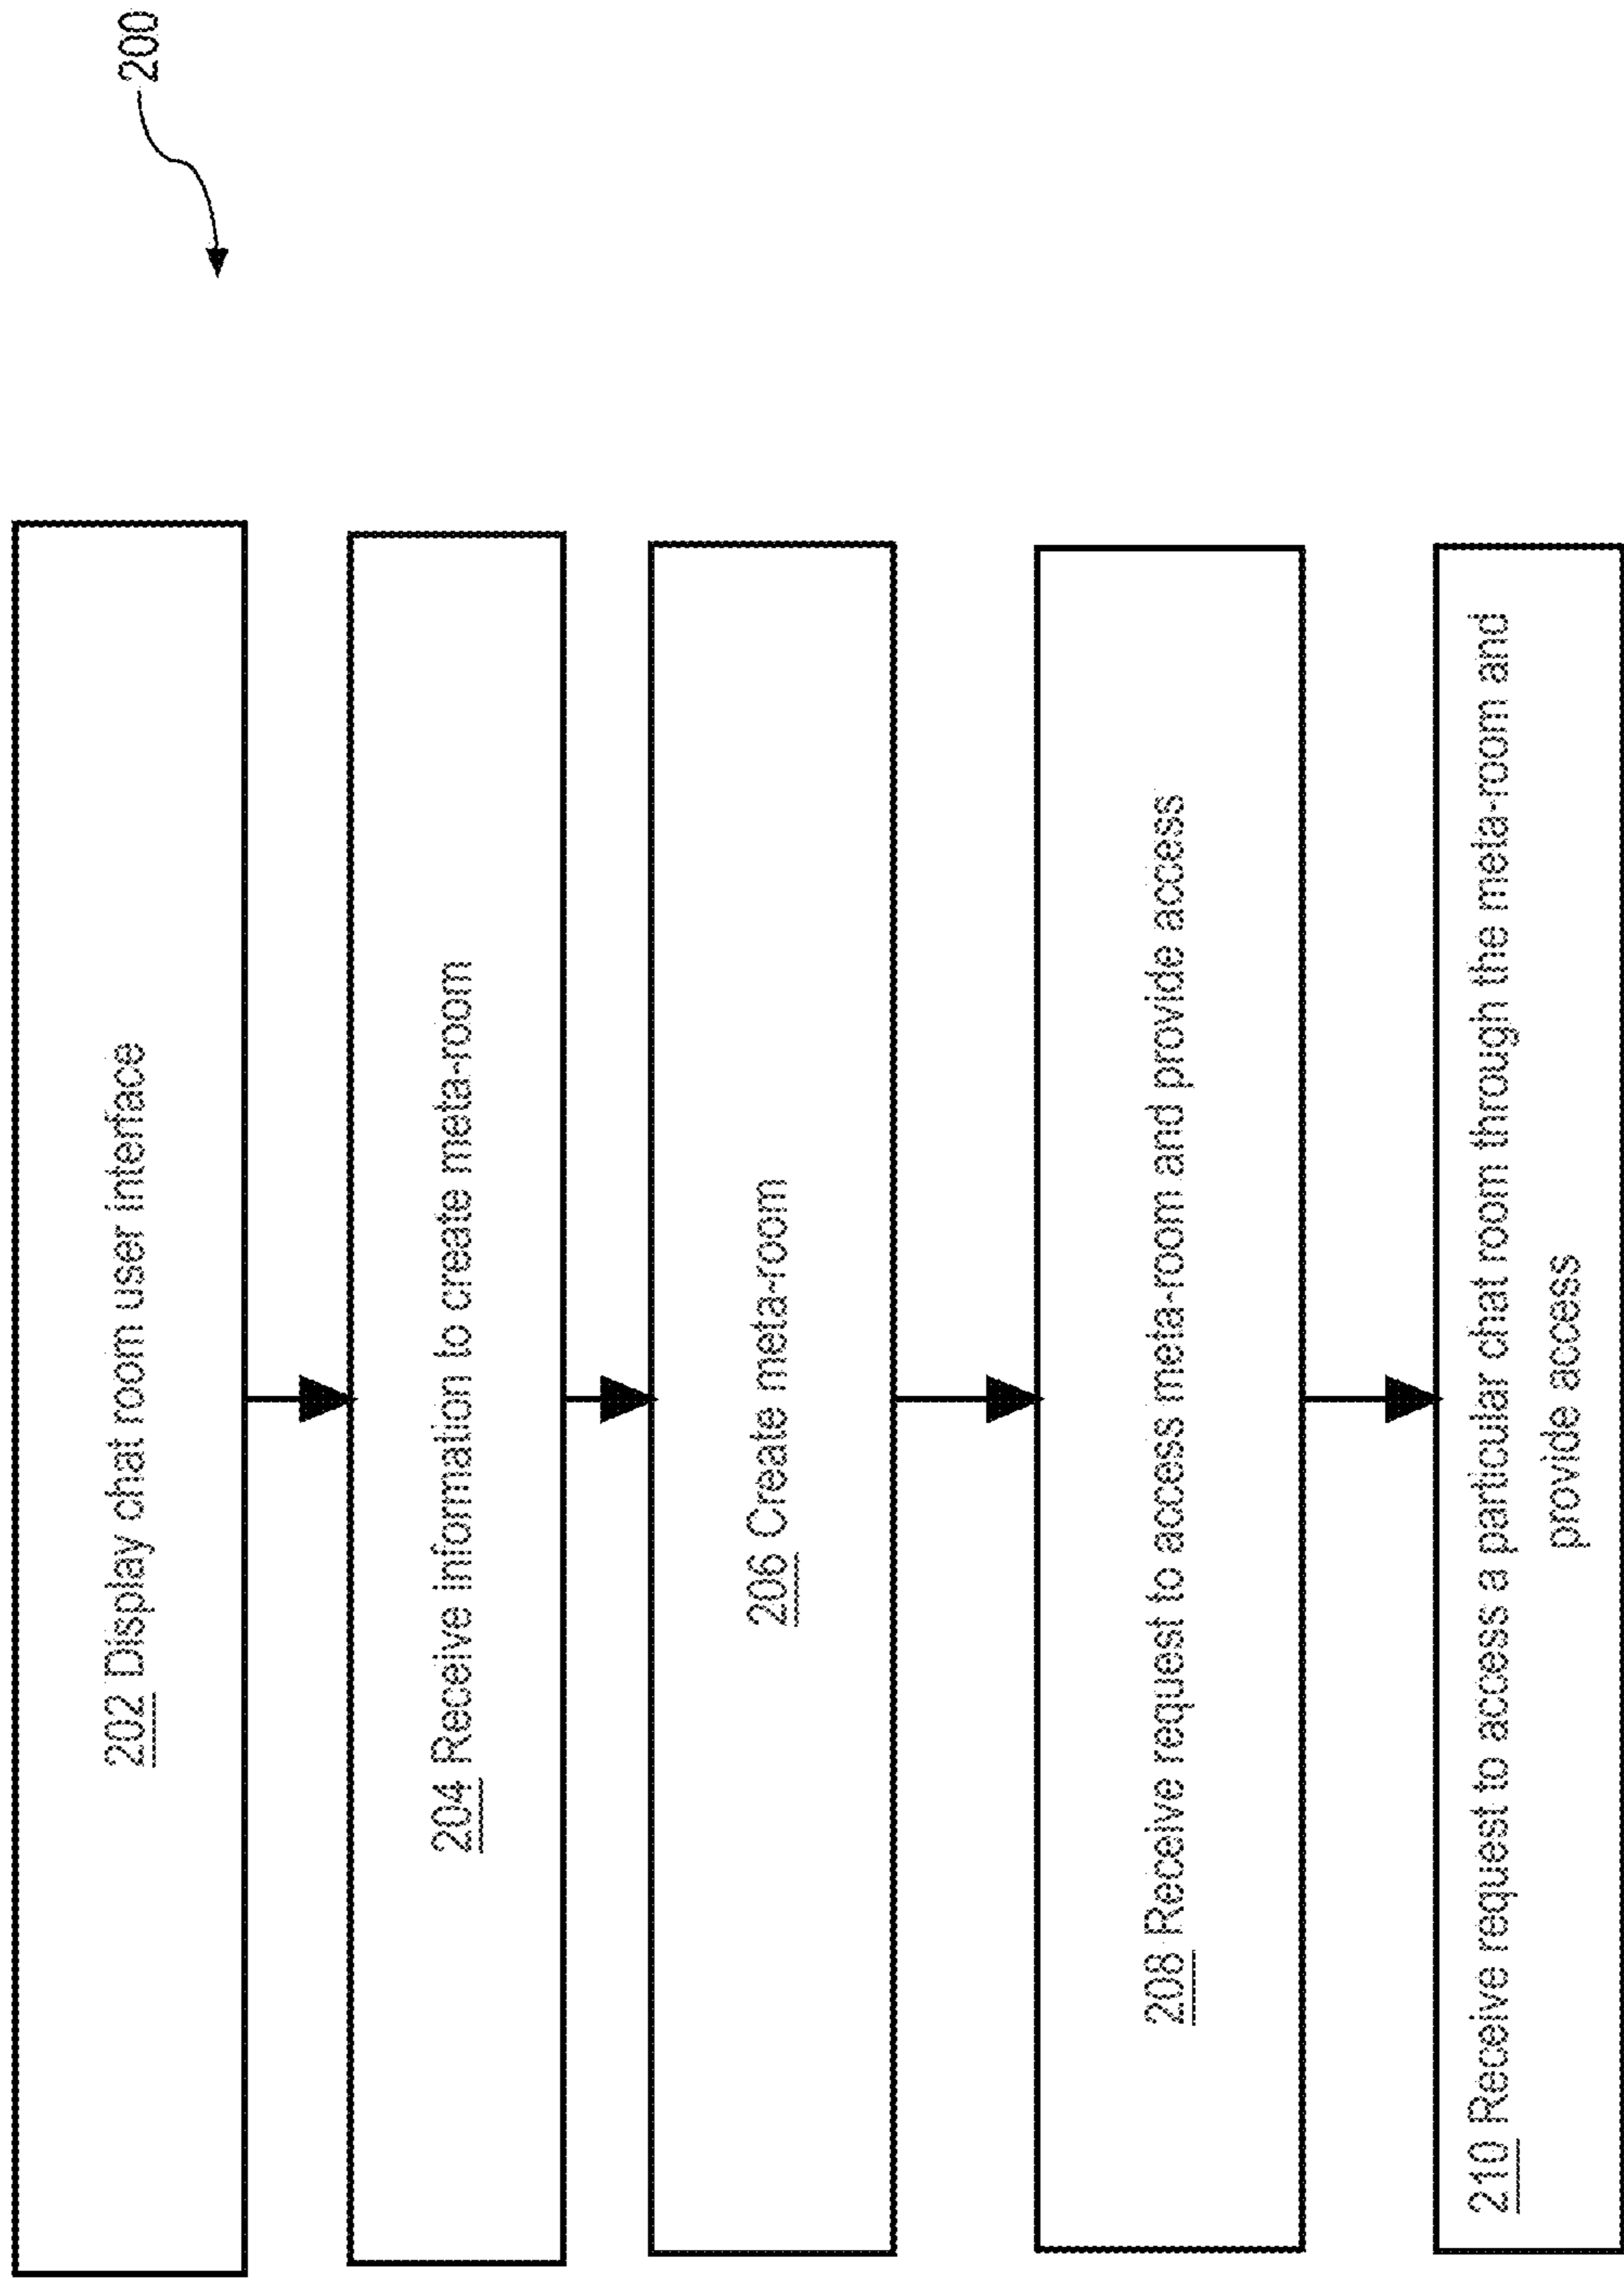 200
202 Display chat room user interface
204 Receive information to create meta-room
206 Create meta-room
208 Receive request to access meta-room and provide access
210 Receive request to access a particular chat room through the meta-room and
provide access